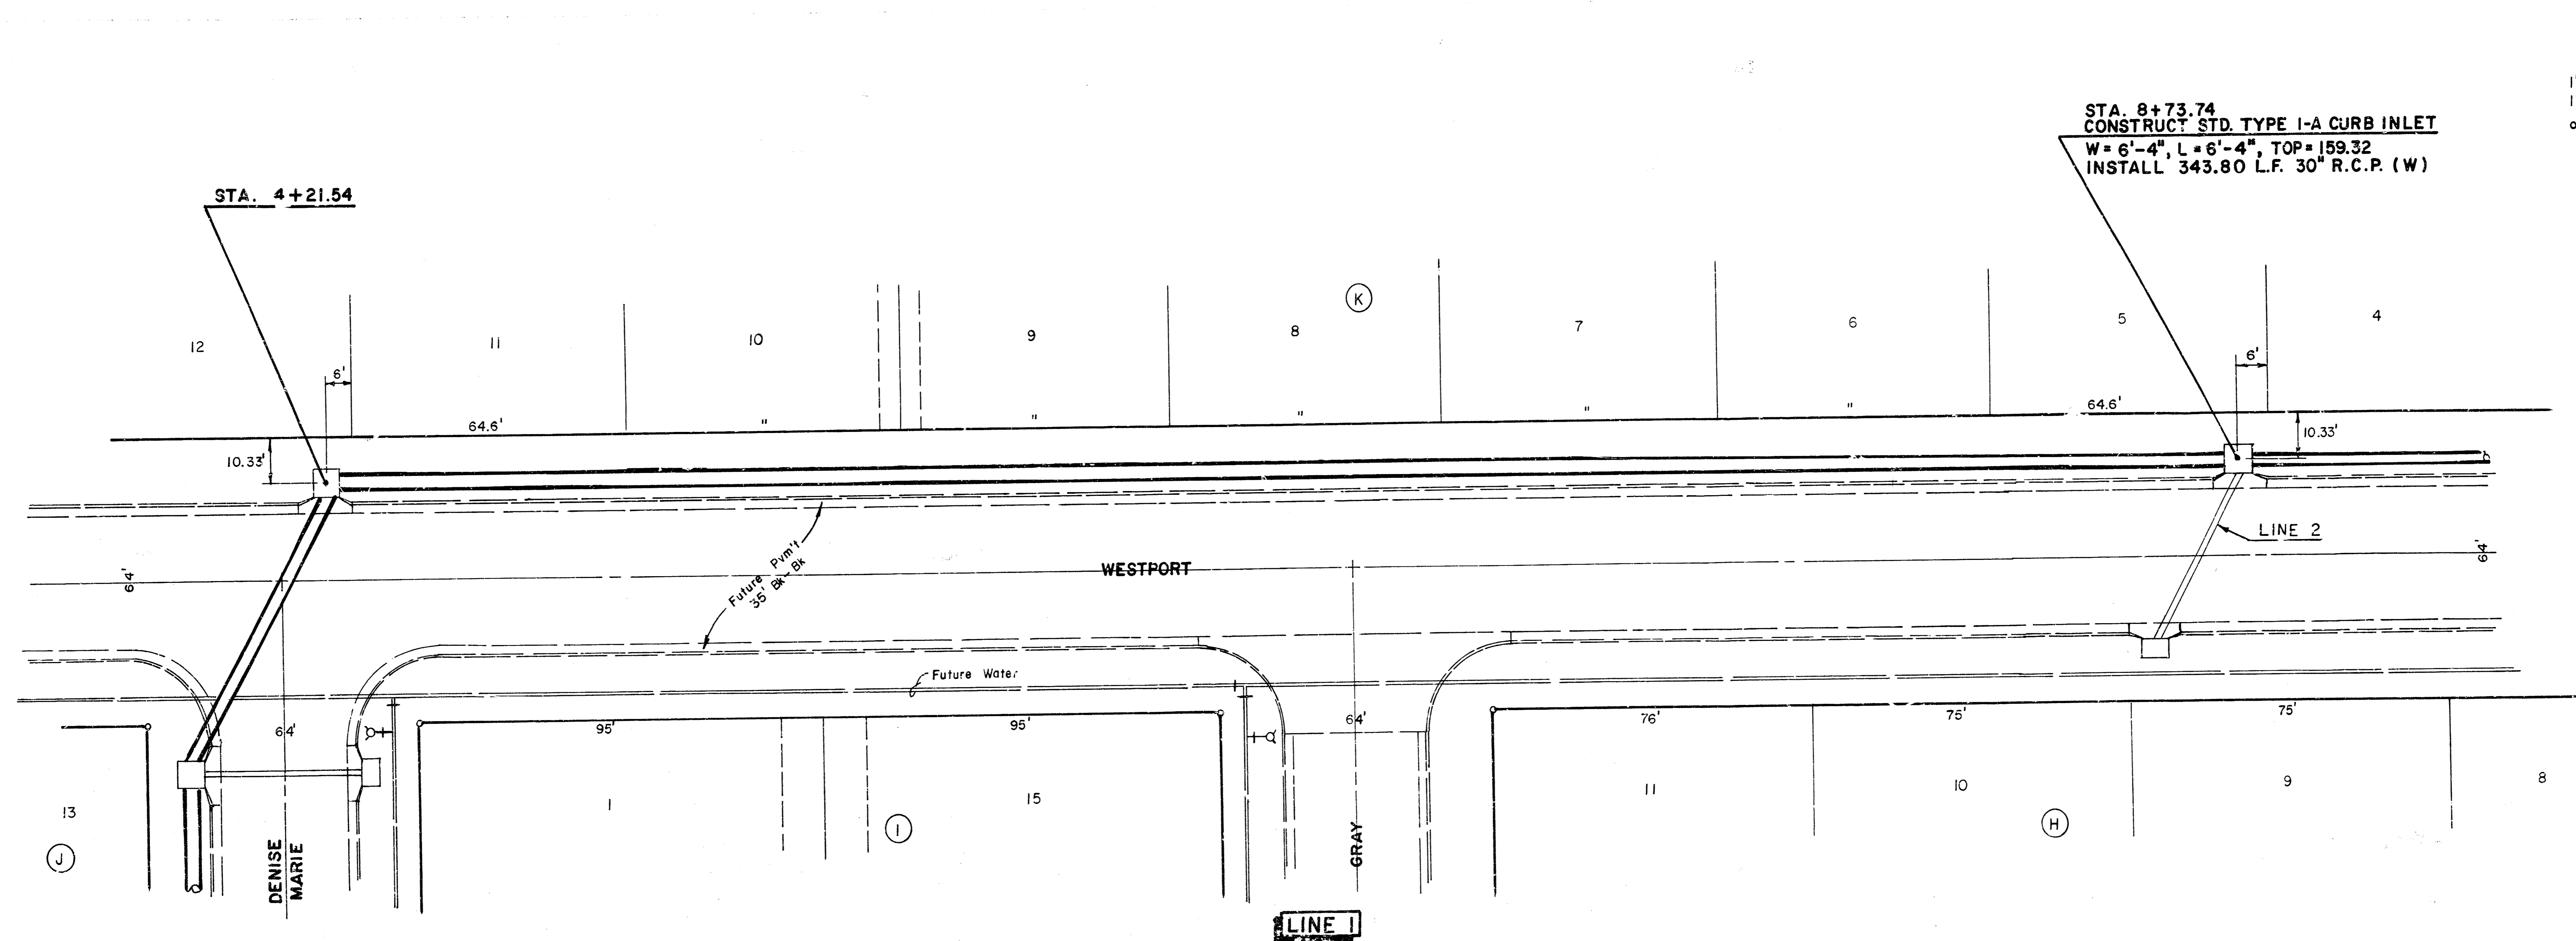 STA. 8+73.74
CONSTRUCT STD. TYPE I-A CURB INLET
W = 6'-4", L = 6'-4", TOP = 159.32
INSTALL 343.80 L.F. 30" R.C.P. (W)
STA. 4+21.54
K
12
11
10
9
8
7
6
5
4
6'
6'
64.6'
"
"
"
"
"
64.6'
10.33'
10.33'
LINE 2
64'
WESTPORT
64'
Future Pvm't
35' Bk - Bk
Future Water
64'
95'
95'
64'
76'
75'
75'
13
1
15
11
10
9
8
J
I
H
DENISE
MARIE
GRAY
LINE 1